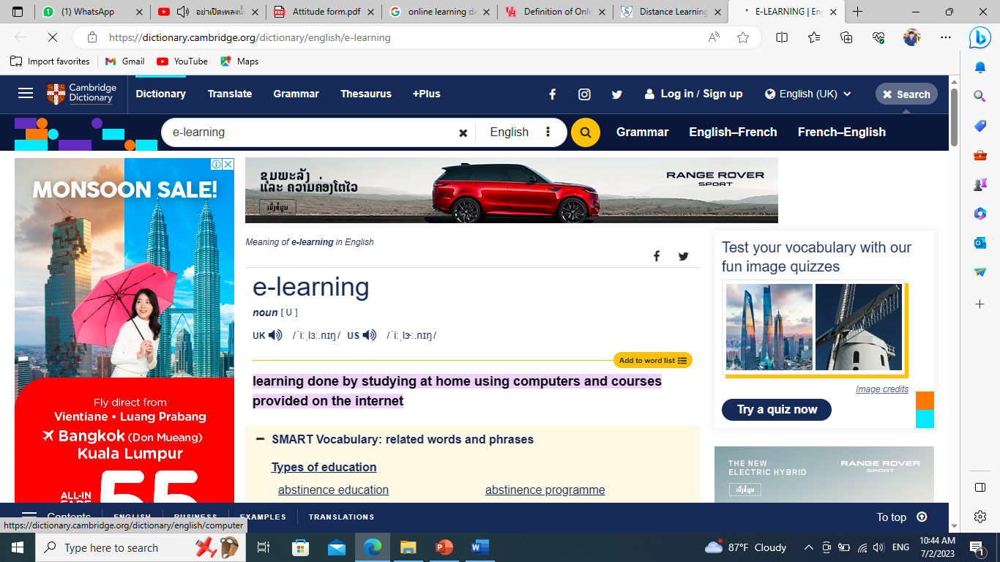 (1) WhatsApp
อย่าเปิดเพลงนี้
Attitude form.pdf
online learning de
Definition of Onli
Distance Learning
E-LEARNING | Eng
https://dictionary.cambridge.org/dictionary/english/e-learning
Import favorites
Gmail
YouTube
Maps
Cambridge
Dictionary
Dictionary
Translate
Grammar
Thesaurus
+Plus
Log in / Sign up
English (UK)
Search
e-learning
English
Grammar
English–French
French–English
MONSOON SALE!
Fly direct from
Vientiane • Luang Prabang
Bangkok (Don Mueang)
Kuala Lumpur
ALL-IN
FARE
55
ຂຸມພະລັງ
ແລະ ຄວາມຄ່ອງໂຕໄວ
ເບິ່ງຂໍ້ມູນ
RANGE ROVER
SPORT
Meaning of e-learning in English
e-learning
noun [ U ]
UK /ˈiːˌlɜː.nɪŋ/ US /ˈiːˌlɝː.nɪŋ/
Add to word list
learning done by studying at home using computers and courses
provided on the internet
SMART Vocabulary: related words and phrases
Types of education
abstinence education
abstinence programme
Test your vocabulary with our
fun image quizzes
Image credits
Try a quiz now
THE NEW
ELECTRIC HYBRID
RANGE ROVER
SPORT
ເບິ່ງຂໍ້ມູນ
Contents
ENGLISH
BUSINESS
EXAMPLES
TRANSLATIONS
To top
https://dictionary.cambridge.org/dictionary/english/computer
Type here to search
87°F Cloudy
ENG
10:44 AM
7/2/2023
1